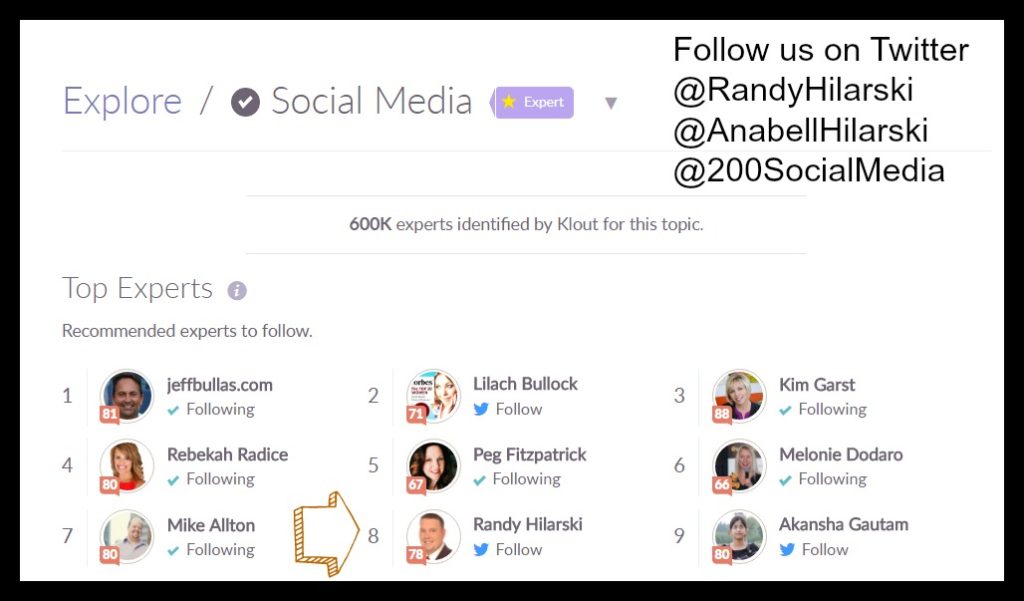 Follow us on Twitter
@RandyHilarski
@AnabellHilarski
@200SocialMedia
Explore / Social Media Expert
600K experts identified by Klout for this topic.
Top Experts i
Recommended experts to follow.
1 81 jeffbullas.com
Following
2 71 Lilach Bullock
Follow
3 88 Kim Garst
Following
4 80 Rebekah Radice
Following
5 67 Peg Fitzpatrick
Following
6 66 Melonie Dodaro
Following
7 80 Mike Allton
Following
8 78 Randy Hilarski
Follow
9 80 Akansha Gautam
Follow